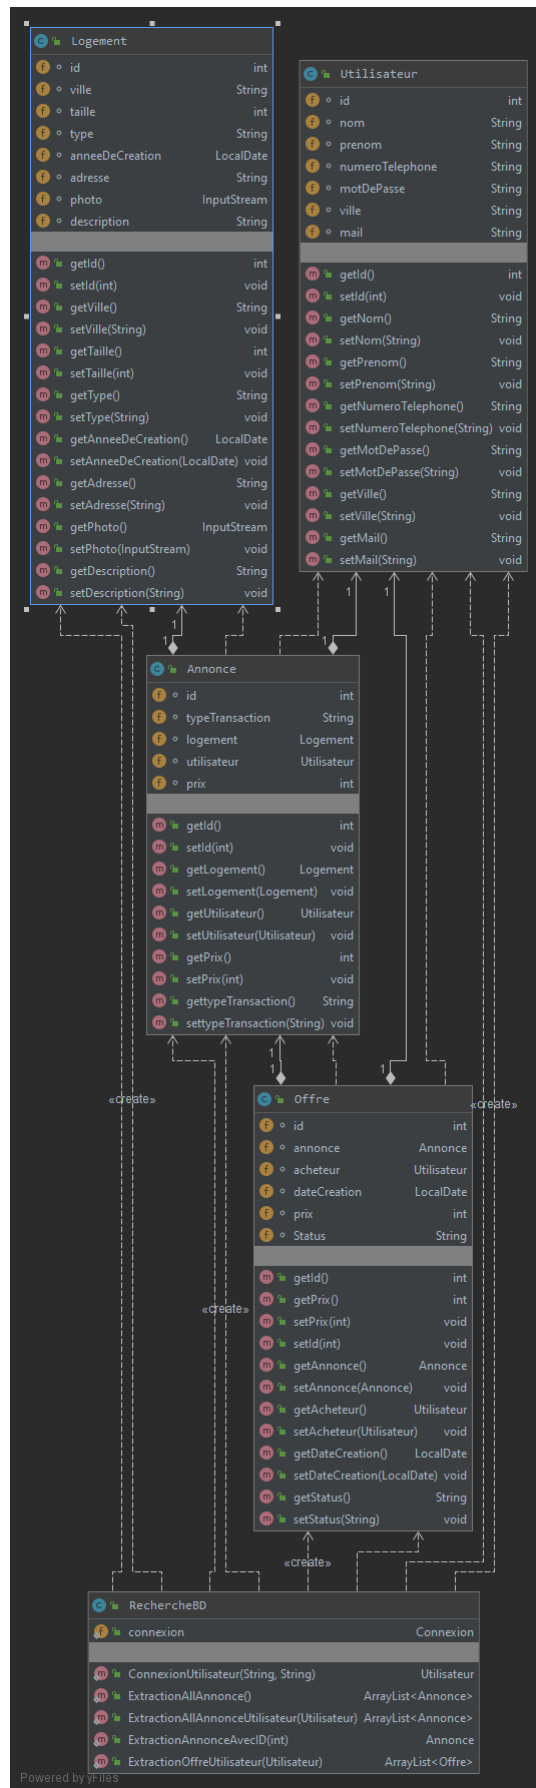 Logement
id int
ville String
taille int
type String
anneeDeCreation LocalDate
adresse String
photo InputStream
description String
getId() int
setId(int) void
getVille() String
setVille(String) void
getTaille() int
setTaille(int) void
getType() String
setType(String) void
getAnneeDeCreation() LocalDate
setAnneeDeCreation(LocalDate) void
getAdresse() String
setAdresse(String) void
getPhoto() InputStream
setPhoto(InputStream) void
getDescription() String
setDescription(String) void
Utilisateur
id int
nom String
prenom String
numeroTelephone String
motDePasse String
ville String
mail String
getId() int
setId(int) void
getNom() String
setNom(String) void
getPrenom() String
setPrenom(String) void
getNumeroTelephone() String
setNumeroTelephone(String) void
getMotDePasse() String
setMotDePasse(String) void
getVille() String
setVille(String) void
getMail() String
setMail(String) void
1 1 1
1 1
Annonce
id int
typeTransaction String
logement Logement
utilisateur Utilisateur
prix int
getId() int
setId(int) void
getLogement() Logement
setLogement(Logement) void
getUtilisateur() Utilisateur
setUtilisateur(Utilisateur) void
getPrix() int
setPrix(int) void
gettypeTransaction() String
settypeTransaction(String) void
1
1 1
«create» «create»
Offre
id int
annonce Annonce
acheteur Utilisateur
dateCreation LocalDate
prix int
Status String
getId() int
getPrix() int
setPrix(int) void
setId(int) void
getAnnonce() Annonce
setAnnonce(Annonce) void
getAcheteur() Utilisateur
setAcheteur(Utilisateur) void
getDateCreation() LocalDate
setDateCreation(LocalDate) void
getStatus() String
setStatus(String) void
«create»
«create»
RechercheBD
connexion Connexion
ConnexionUtilisateur(String, String) Utilisateur
ExtractionAllAnnonce() ArrayList<Annonce>
ExtractionAllAnnonceUtilisateur(Utilisateur) ArrayList<Annonce>
ExtractionAnnonceAvecID(int) Annonce
ExtractionOffreUtilisateur(Utilisateur) ArrayList<Offre>
Powered by yFiles